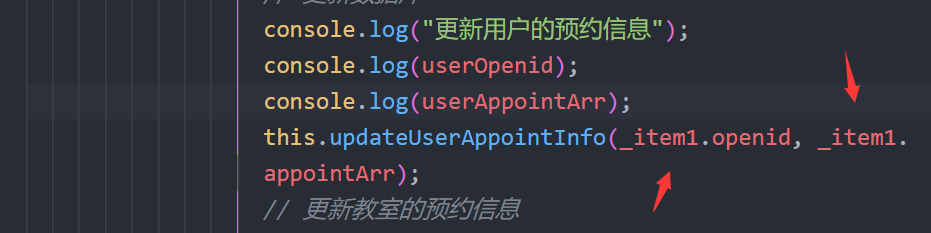 // 更新数据库
console.log("更新用户的预约信息");
console.log(userOpenid);
console.log(userAppointArr);
this.updateUserAppointInfo(_item1.openid, _item1.
appointArr);
// 更新教室的预约信息